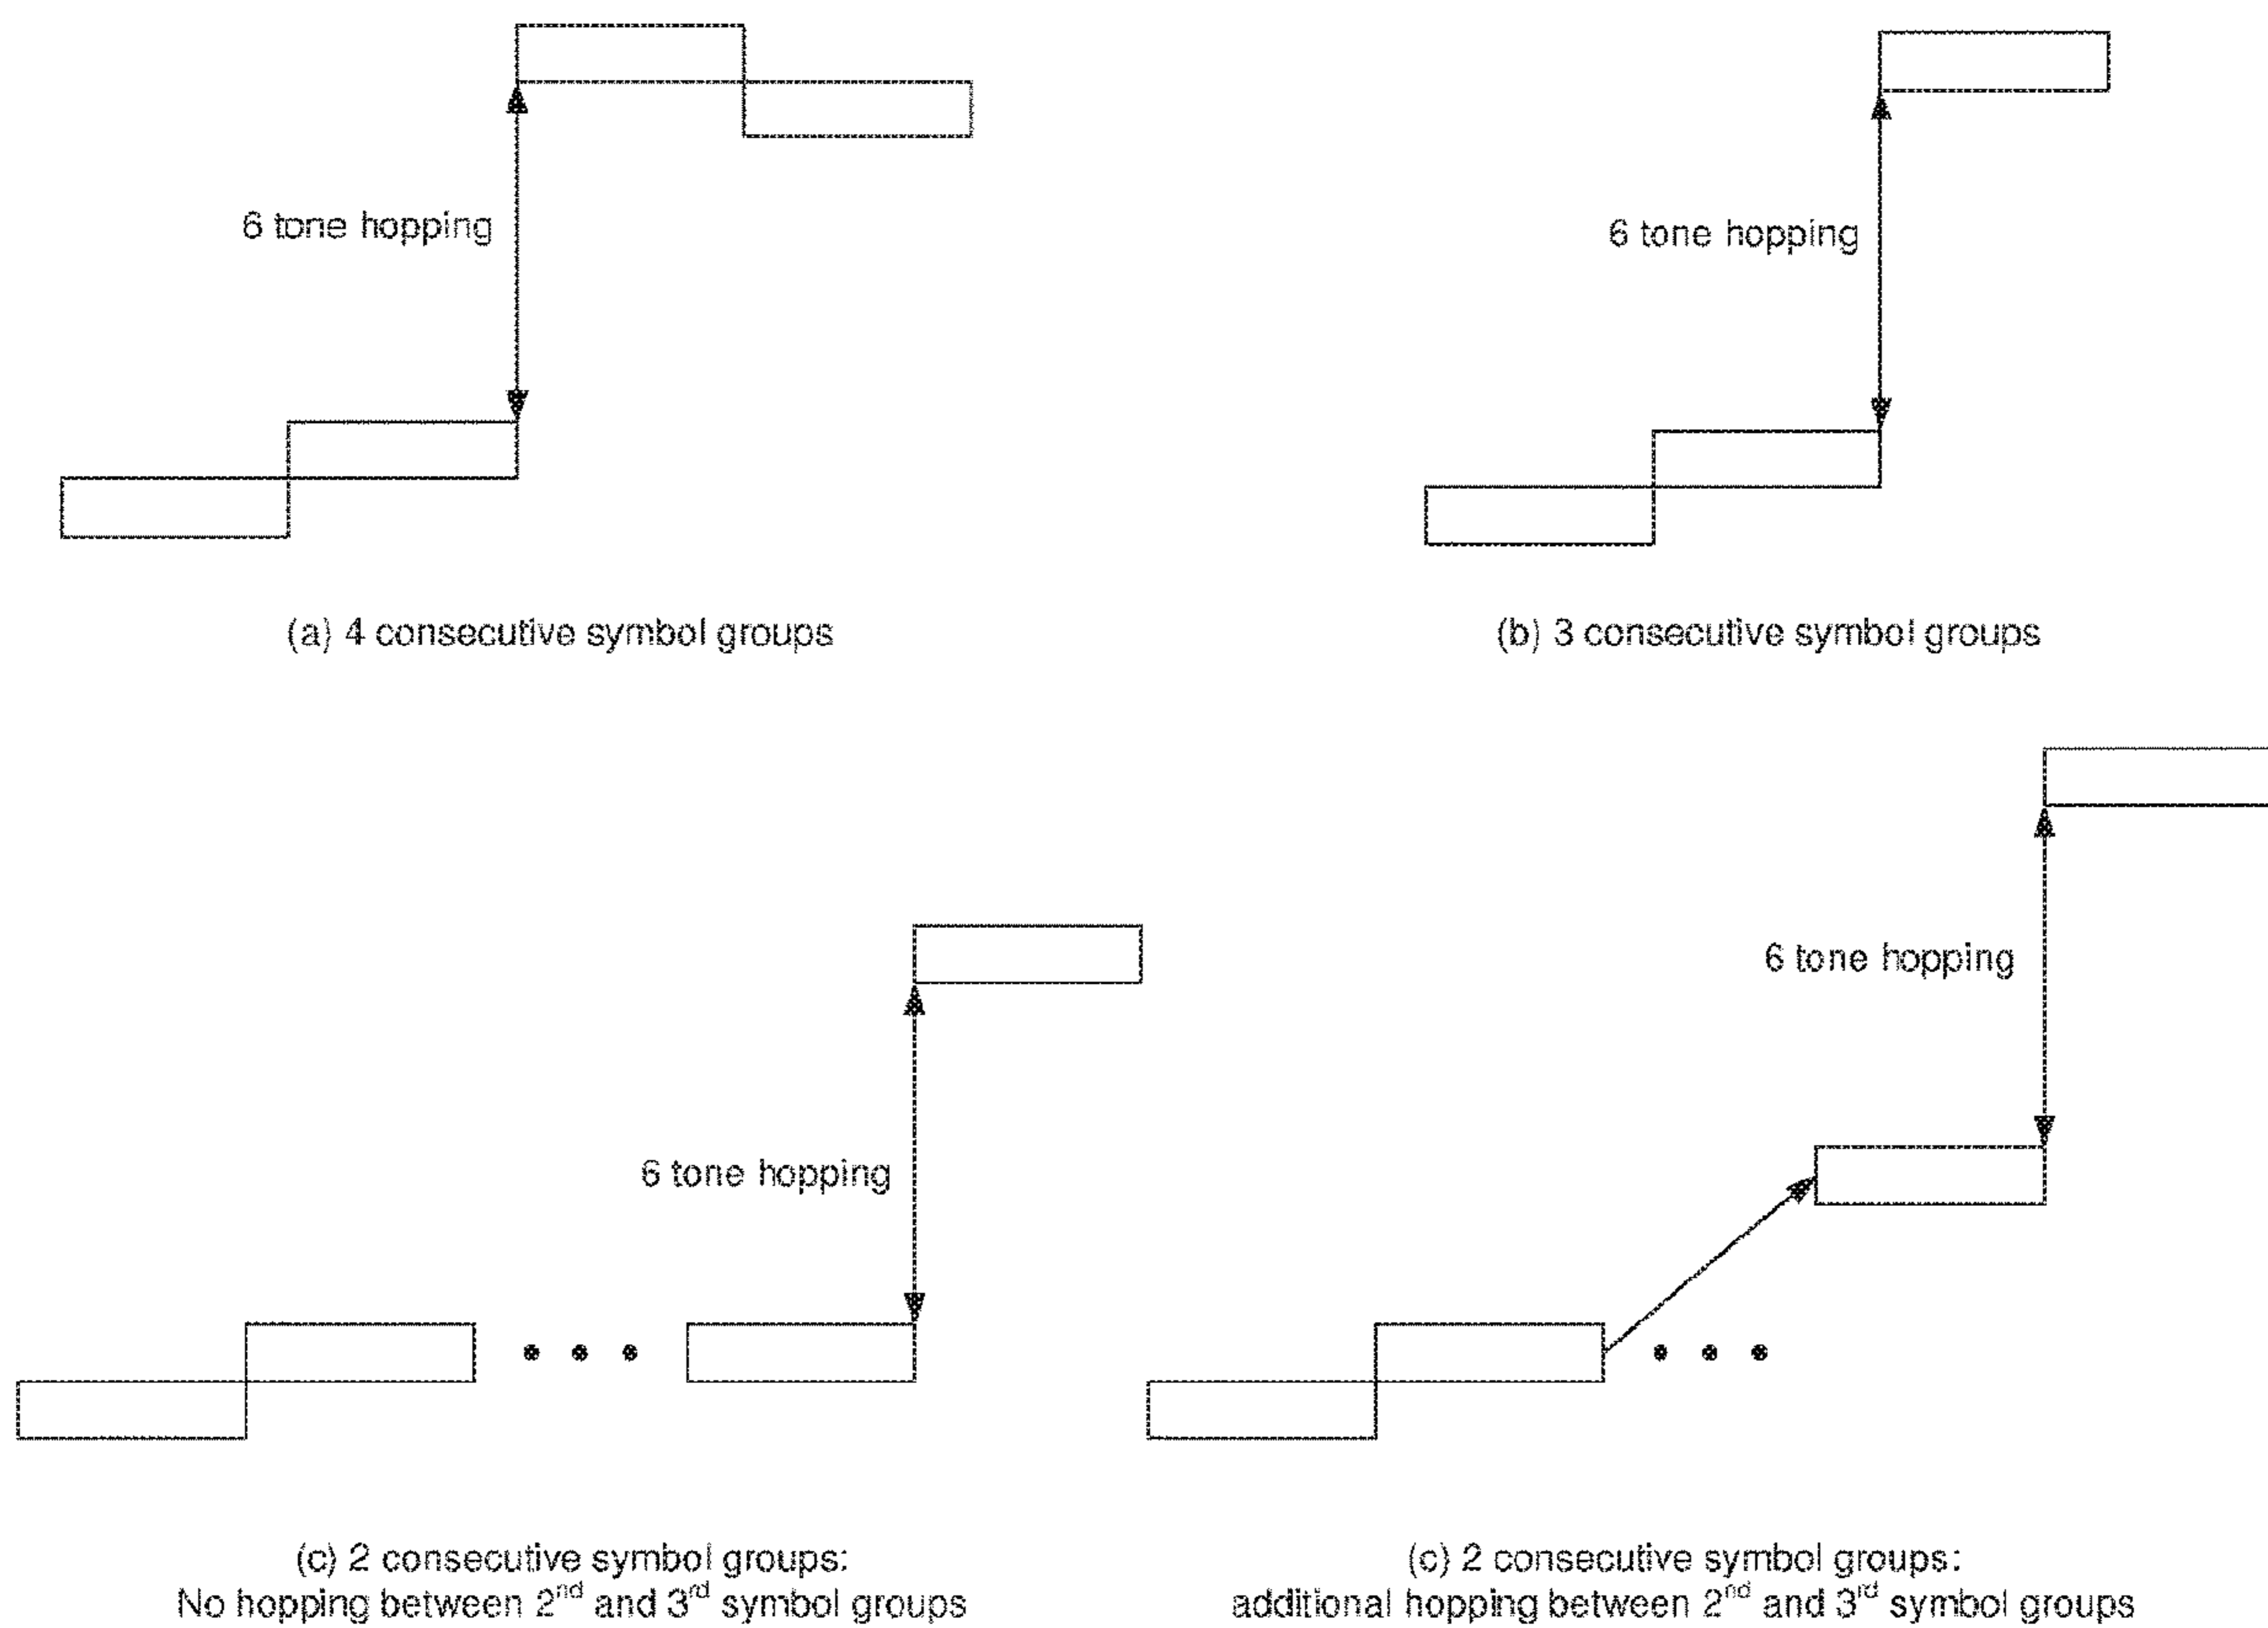 6 tone hopping
6 tone hopping
(a) 4 consecutive symbol groups
(b) 3 consecutive symbol groups
6 tone hopping
6 tone hopping
(c) 2 consecutive symbol groups:
No hopping between 2nd and 3rd symbol groups
(c) 2 consecutive symbol groups:
additional hopping between 2nd and 3rd symbol groups